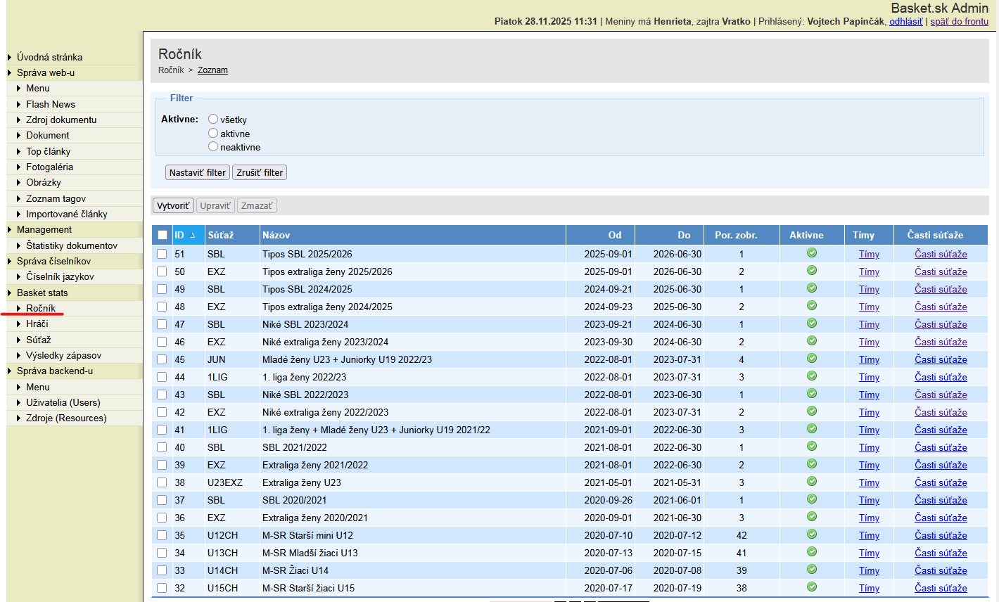 Basket.sk Admin
Piatok 28.11.2025 11:31 | Meniny má Henrieta, zajtra Vratko | Prihlásený: Vojtech Papinčák, odhlásiť | späť do frontu
Úvodná stránka
Správa web-u
Menu
Flash News
Zdroj dokumentu
Dokument
Top články
Fotogaléria
Obrázky
Zoznam tagov
Importované články
Management
Štatistiky dokumentov
Správa číselníkov
Číselník jazykov
Basket stats
Ročník
Hráči
Súťaž
Výsledky zápasov
Správa backend-u
Menu
Uživatelia (Users)
Zdroje (Resources)
Ročník
Ročník > Zoznam
Filter
Aktivne:
všetky
aktivne
neaktivne
Nastaviť filter Zrušiť filter
Vytvoriť Upraviť Zmazať
ID Súťaž Názov Od Do Por. zobr. Aktivne Tímy Časti súťaže
51 SBL Tipos SBL 2025/2026 2025-09-01 2026-06-30 1 Tímy Časti súťaže
50 EXZ Tipos extraliga ženy 2025/2026 2025-09-01 2026-06-30 2 Tímy Časti súťaže
49 SBL Tipos SBL 2024/2025 2024-09-21 2025-06-30 1 Tímy Časti súťaže
48 EXZ Tipos extraliga ženy 2024/2025 2024-09-23 2025-06-30 2 Tímy Časti súťaže
47 SBL Niké SBL 2023/2024 2023-09-21 2024-06-30 1 Tímy Časti súťaže
46 EXZ Niké extraliga ženy 2023/2024 2023-09-30 2024-06-30 2 Tímy Časti súťaže
45 JUN Mladé ženy U23 + Juniorky U19 2022/23 2022-08-01 2023-07-31 4 Tímy Časti súťaže
44 1LIG 1. liga ženy 2022/23 2022-08-01 2023-07-31 3 Tímy Časti súťaže
43 SBL Niké SBL 2022/2023 2022-08-01 2023-06-30 1 Tímy Časti súťaže
42 EXZ Niké extraliga ženy 2022/2023 2022-08-01 2023-07-31 2 Tímy Časti súťaže
41 1LIG 1. liga ženy + Mladé ženy U23 + Juniorky U19 2021/22 2021-09-01 2022-06-30 3 Tímy Časti súťaže
40 SBL SBL 2021/2022 2021-08-01 2022-06-30 1 Tímy Časti súťaže
39 EXZ Extraliga ženy 2021/2022 2021-08-01 2022-06-30 2 Tímy Časti súťaže
38 U23EXZ Extraliga ženy U23 2021-05-01 2021-05-31 3 Tímy Časti súťaže
37 SBL SBL 2020/2021 2020-09-26 2021-06-01 1 Tímy Časti súťaže
36 EXZ Extraliga ženy 2020/2021 2020-09-01 2021-06-30 3 Tímy Časti súťaže
35 U12CH M-SR Starší mini U12 2020-07-10 2020-07-12 42 Tímy Časti súťaže
34 U13CH M-SR Mladší žiaci U13 2020-07-13 2020-07-15 41 Tímy Časti súťaže
33 U14CH M-SR Žiaci U14 2020-07-06 2020-07-08 39 Tímy Časti súťaže
32 U15CH M-SR Starší žiaci U15 2020-07-17 2020-07-19 38 Tímy Časti súťaže